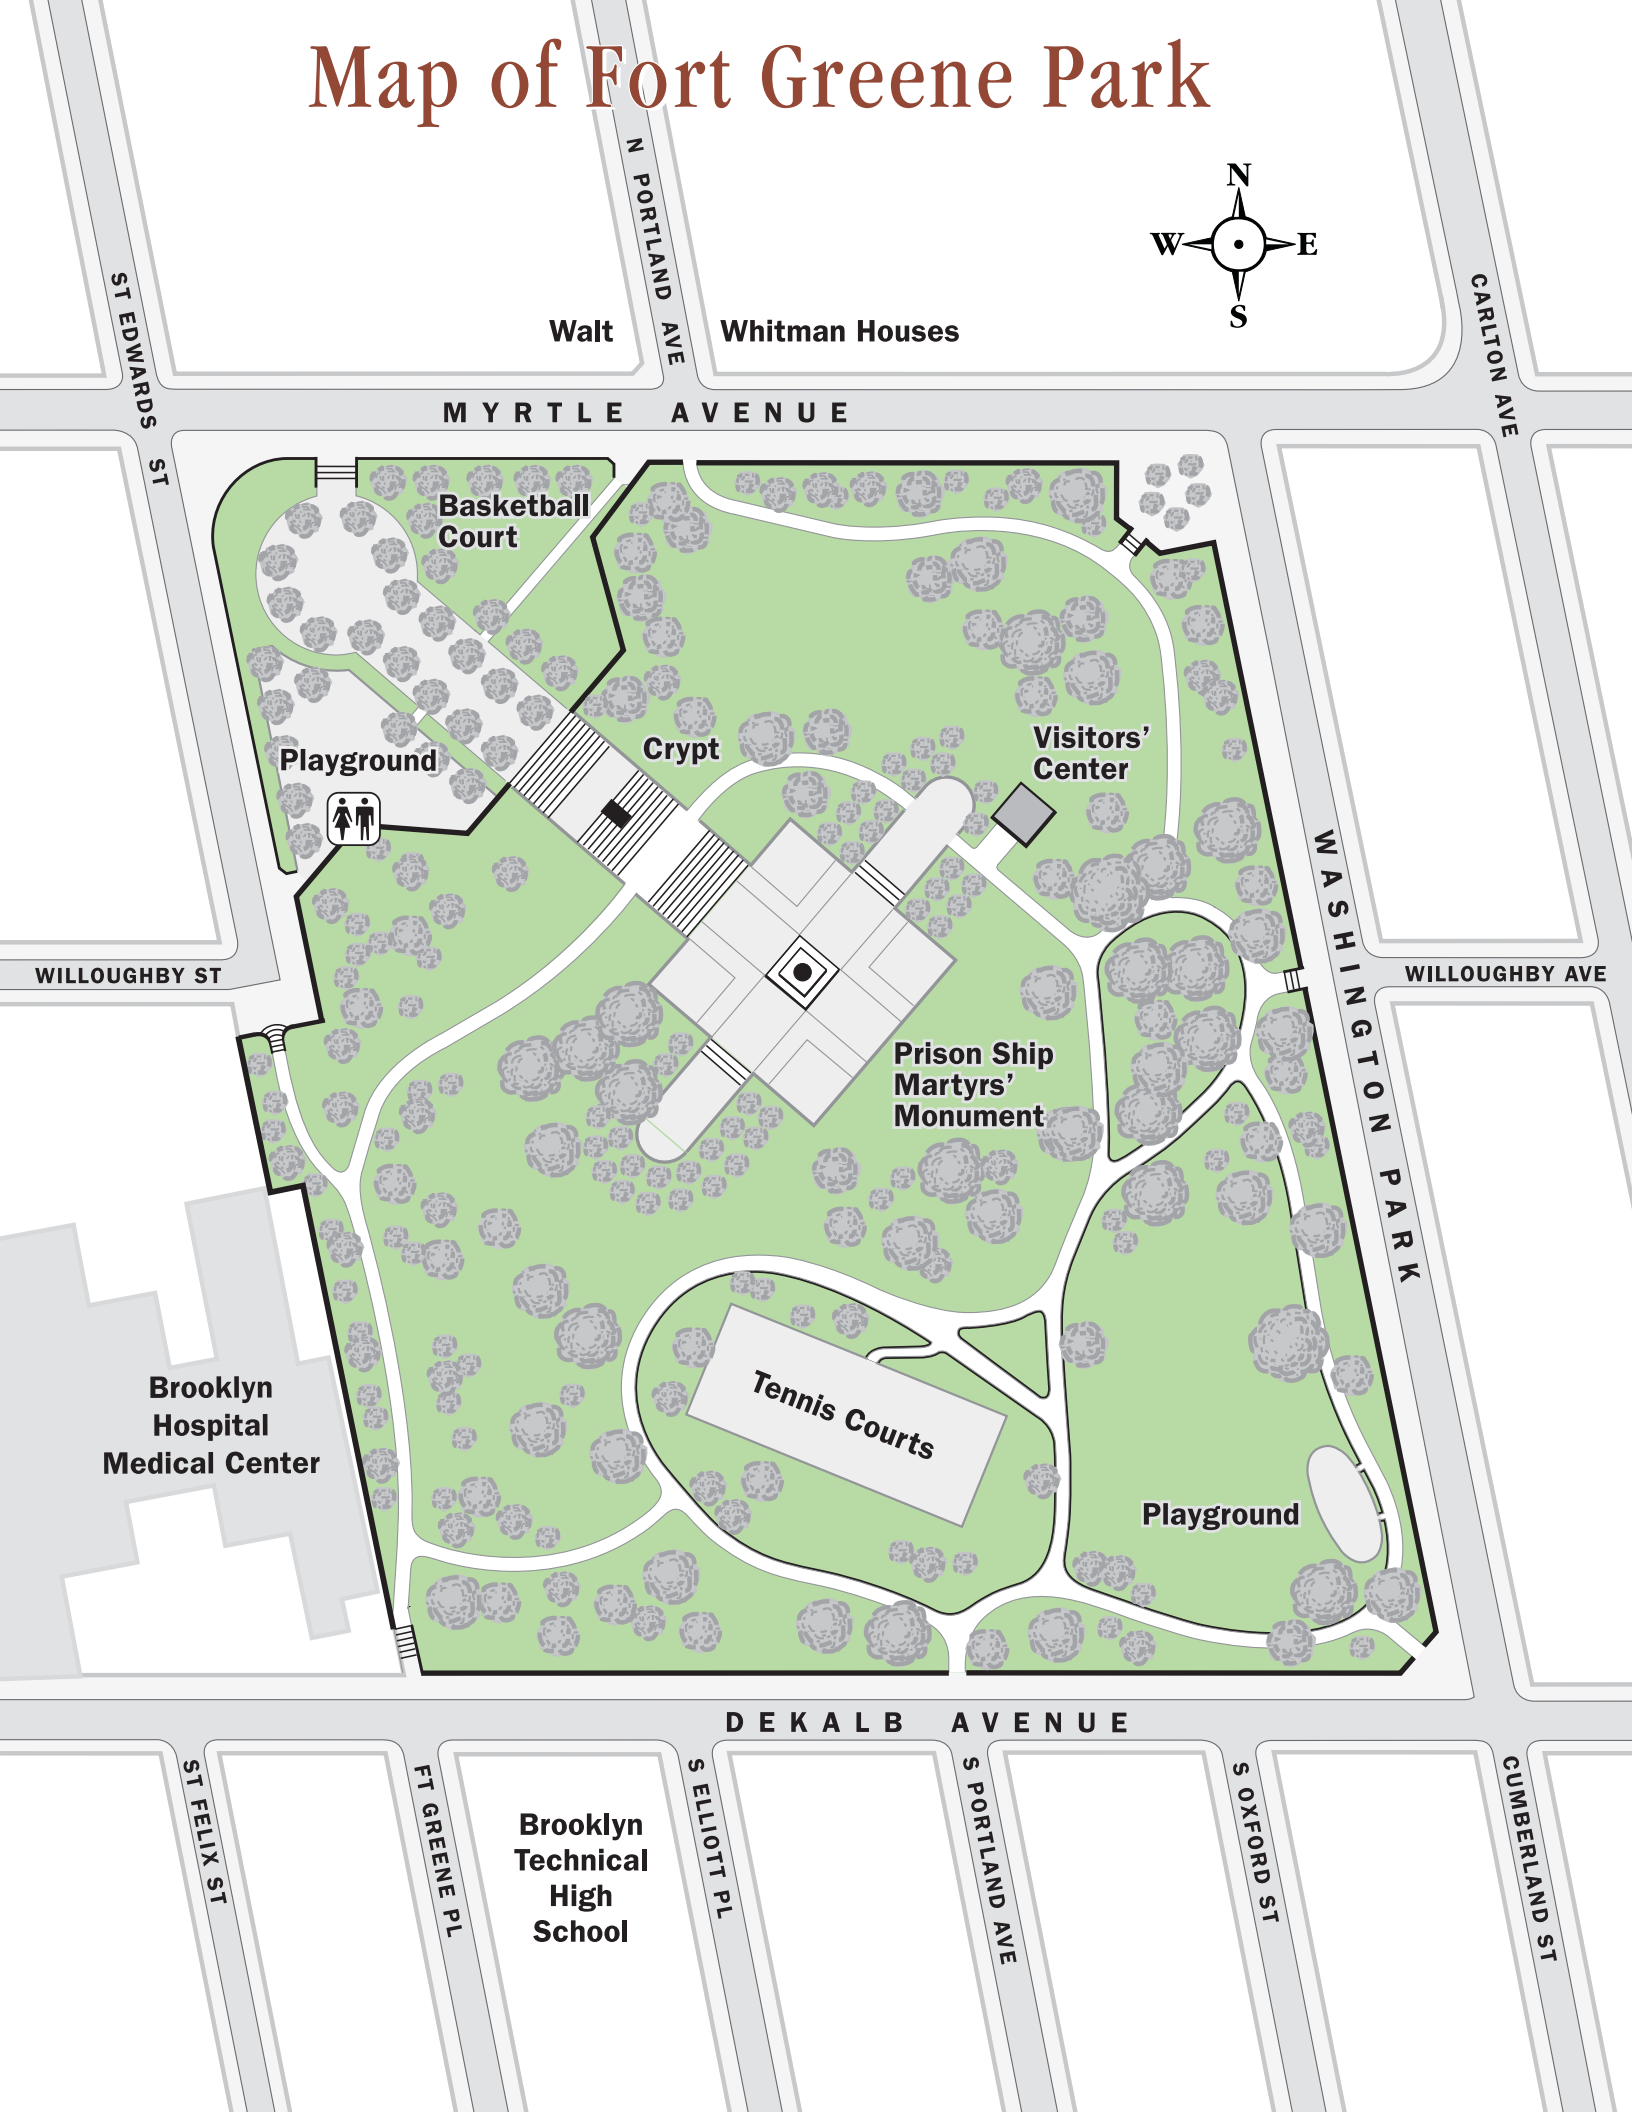 Map of Fort Greene Park
N PORTLAND AVE
N
W E
S
ST EDWARDS ST
CARLTON AVE
Walt Whitman Houses
MYRTLE AVENUE
Basketball
Court
Visitors’
Center
Crypt
Playground
WASHINGTON PARK
WILLOUGHBY ST
WILLOUGHBY AVE
Prison Ship
Martyrs’
Monument
Brooklyn
Hospital
Medical Center
Tennis Courts
Playground
DEKALB AVENUE
ST FELIX ST
FT GREENE PL
S ELLIOTT PL
S PORTLAND AVE
S OXFORD ST
CUMBERLAND ST
Brooklyn
Technical
High
School